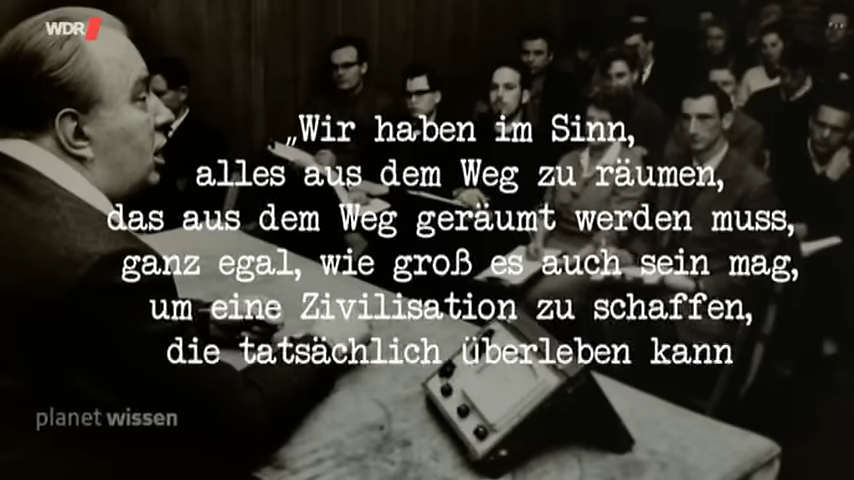 WDR
„Wir haben im Sinn,
alles aus dem Weg zu räumen,
das aus dem Weg geräumt werden muss,
ganz egal, wie groß es auch sein mag,
um eine Zivilisation zu schaffen,
die tatsächlich überleben kann
planet wissen